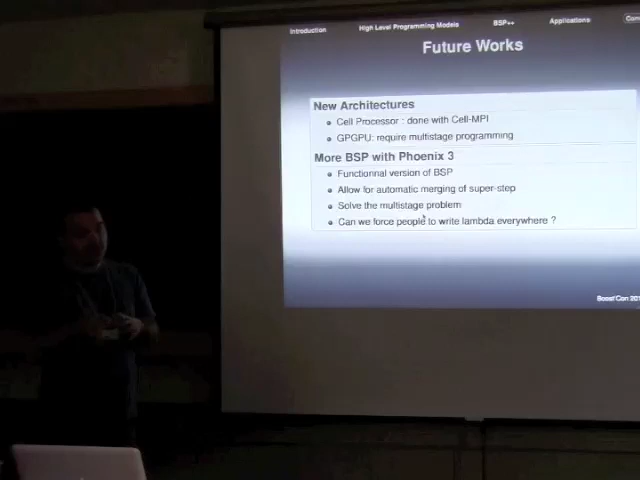 Introduction High Level Programming Models BSP++ Applications
Future Works
New Architectures
Cell Processor : done with Cell-MPI
GPGPU: require multistage programming
More BSP with Phoenix 3
Functionnal version of BSP
Allow for automatic merging of super-step
Solve the multistage problem
Can we force people to write lambda everywhere ?
Boost'Con